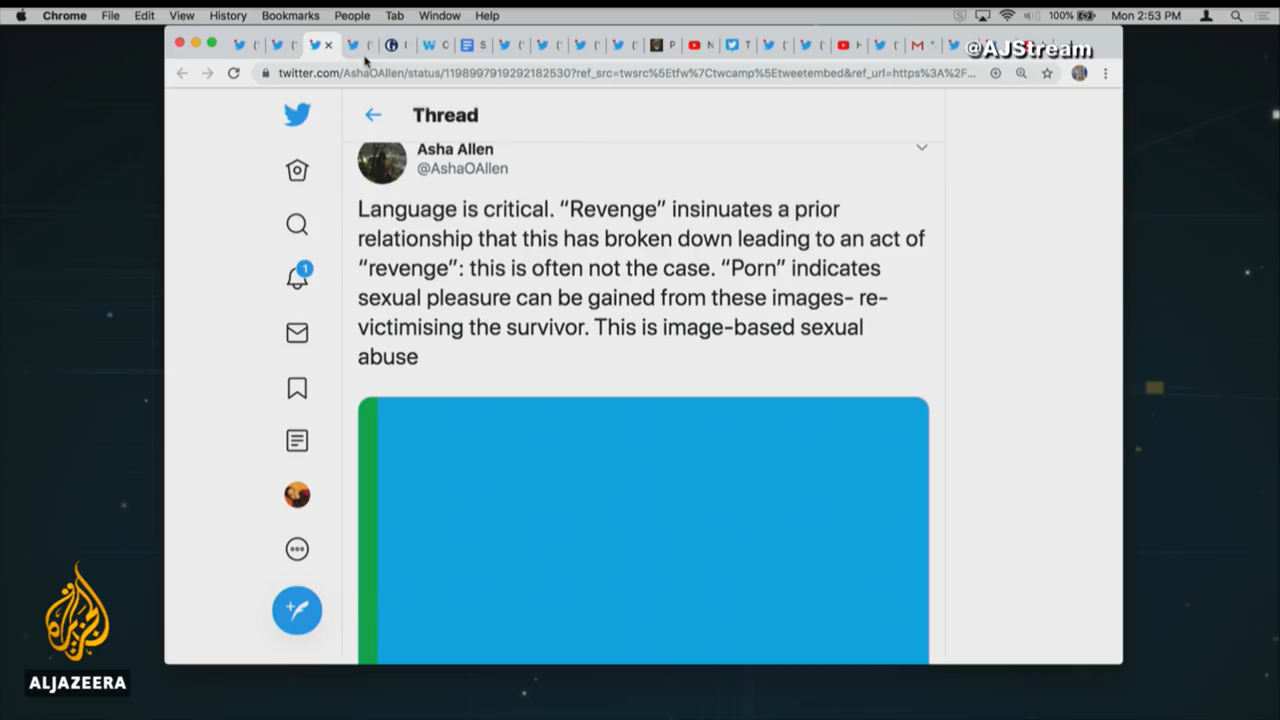 Chrome File Edit View History Bookmarks People Tab Window Help 100% Mon 2:53 PM
@AJStream
twitter.com/AshaOAllen/status/1198997919292182530?ref_src=twsrc%5Etfw%7Ctwcamp%5Etweetembed&ref_url=https%3A%2F...
Thread
Asha Allen
@AshaOAllen
Language is critical. “Revenge” insinuates a prior
relationship that this has broken down leading to an act of
“revenge”: this is often not the case. “Porn” indicates
sexual pleasure can be gained from these images- re-
victimising the survivor. This is image-based sexual
abuse
1
ALJAZEERA